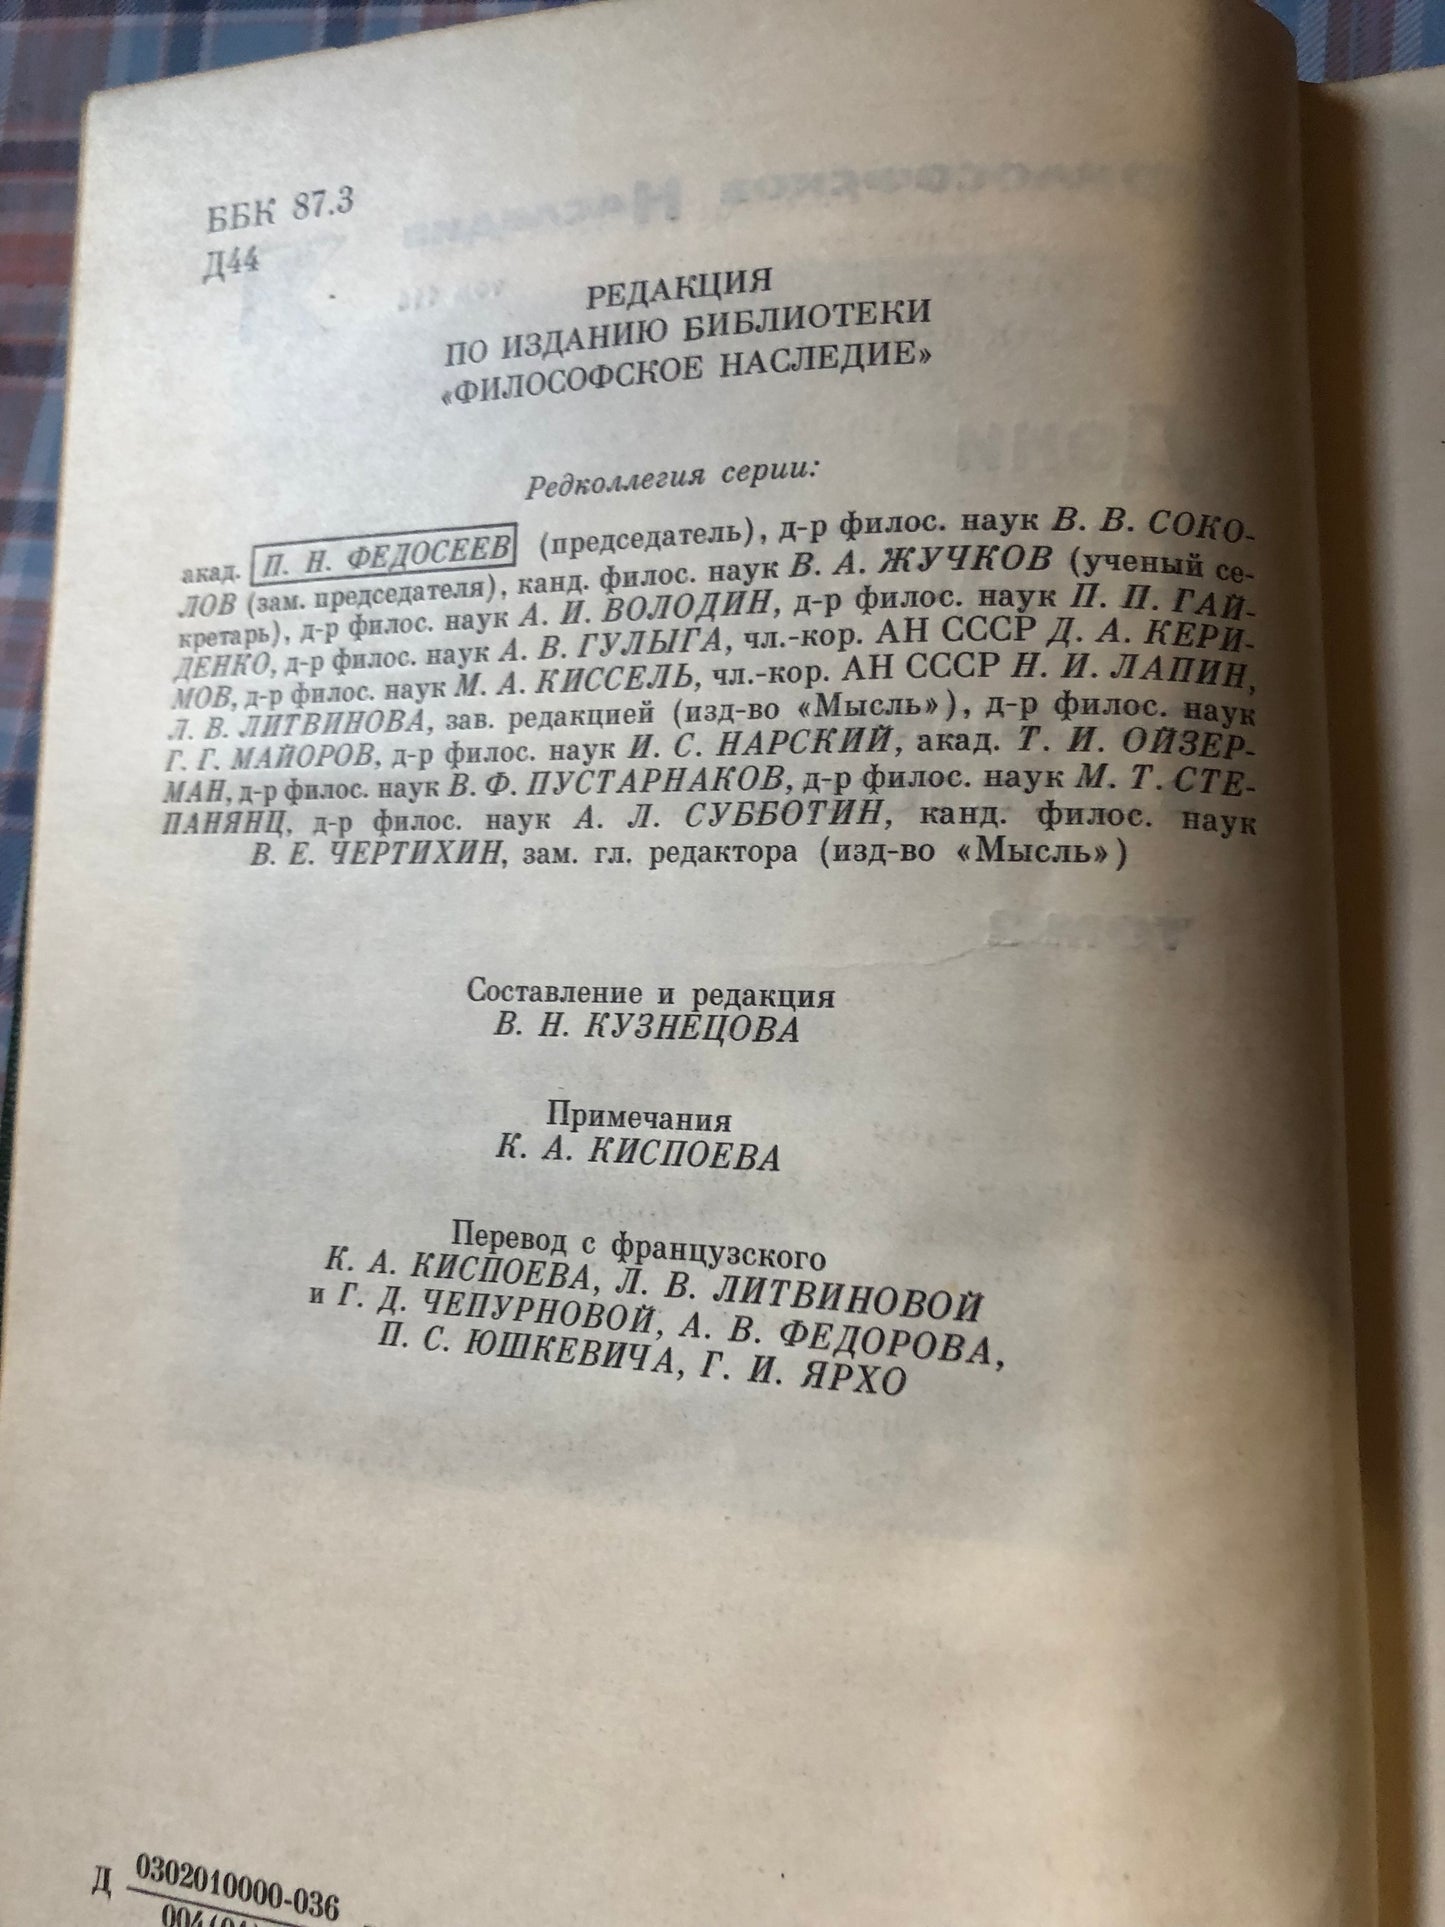 ББК 87.3
Д44
РЕДАКЦИЯ
ПО ИЗДАНИЮ БИБЛИОТЕКИ
«ФИЛОСОФСКОЕ НАСЛЕДИЕ»
Редколлегия серии:
акад. П. Н. ФЕДОСЕЕВ (председатель), д-р филос. наук В. В. СОКО-
ЛОВ (зам. председателя), канд. филос. наук В. А. ЖУЧКОВ (ученый се-
кретарь), д-р филос. наук А. И. ВОЛОДИН, д-р филос. наук П. П. ГАЙ-
ДЕНКО, д-р филос. наук А. В. ГУЛЫГА, чл.-кор. АН СССР Д. А. КЕРИ-
МОВ, д-р филос. наук М. А. КИССЕЛЬ, чл.-кор. АН СССР Н. И. ЛАПИН,
Л. В. ЛИТВИНОВА, зав. редакцией (изд-во «Мысль»), д-р филос. наук
Г. Г. МАЙОРОВ, д-р филос. наук И. С. НАРСКИЙ, акад. Т. И. ОЙЗЕР-
МАН, д-р филос. наук В. Ф. ПУСТАРНАКОВ, д-р филос. наук М. Т. СТЕ-
ПАНЯНЦ, д-р филос. наук А. Л. СУББОТИН, канд. филос. наук
В. Е. ЧЕРТИХИН, зам. гл. редактора (изд-во «Мысль»)
Составление и редакция
В. Н. КУЗНЕЦОВА
Примечания
К. А. КИСПОЕВА
Перевод с французского
К. А. КИСПОЕВА, Л. В. ЛИТВИНОВОЙ
и Г. Д. ЧЕПУРНОВОЙ, А. В. ФЕДОРОВА,
П. С. ЮШКЕВИЧА, Г. И. ЯРХО
Д 0302010000-036